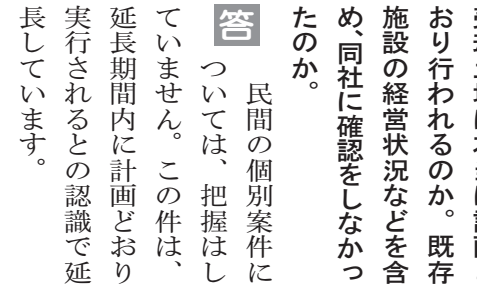 おり行われるのか。既存
施設の経営状況などを含
め、同社に確認をしなかっ
たのか。
答
民間の個別案件に
ついては、把握はし
ていません。この件は、
延長期間内に計画どおり
実行されるとの認識で延
長しています。